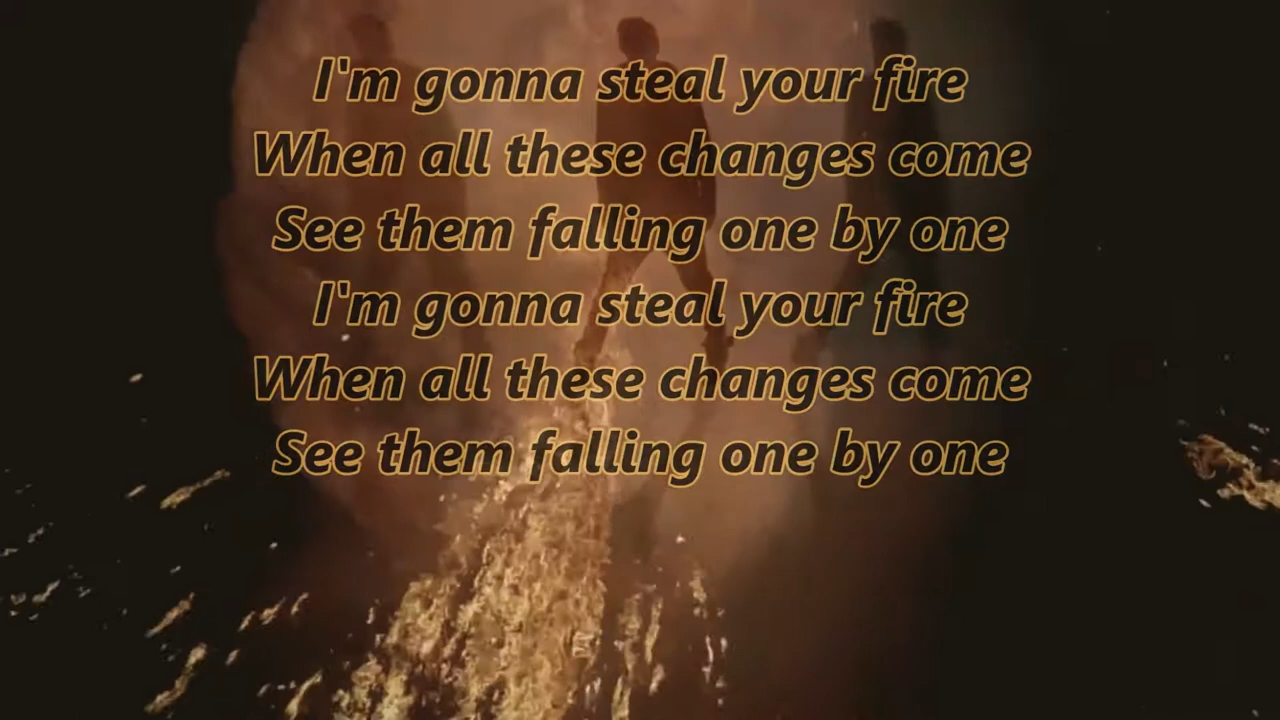 I'm gonna steal your fire
When all these changes come
See them falling one by one
I'm gonna steal your fire
When all these changes come
See them falling one by one